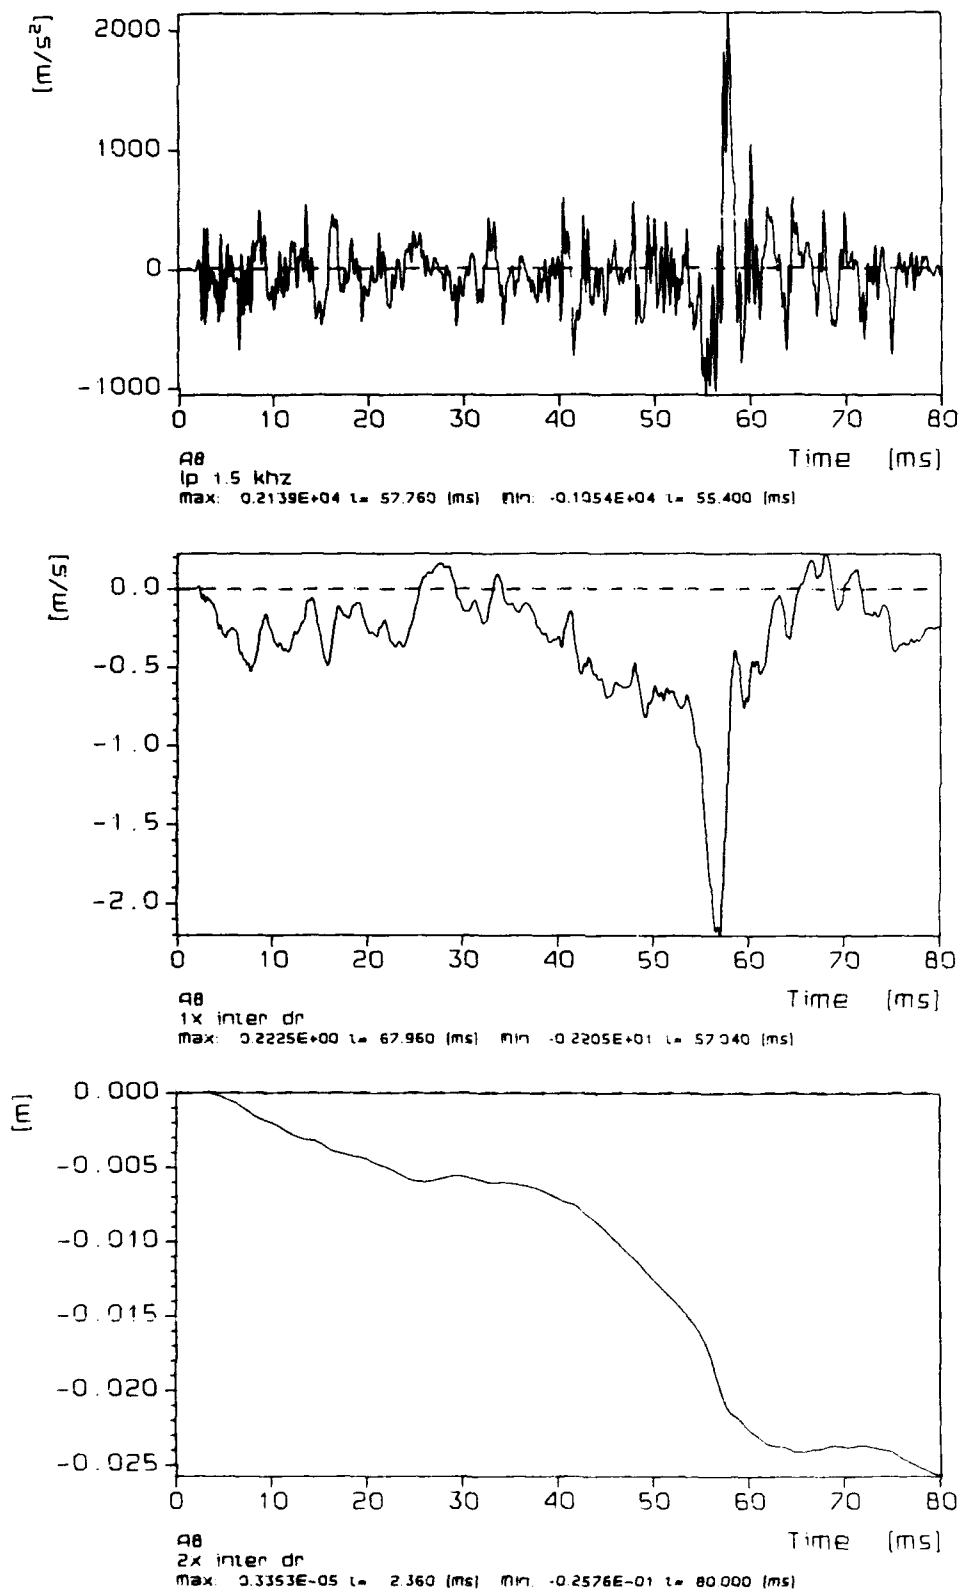 [m/s²]
2000
1000
0
-1000
0 10 20 30 40 50 60 70 80
Time [ms]
A8
lp 1.5 khz
Max: 0.2139E+04 t= 57.760 [ms] Min: -0.1054E+04 t= 55.400 [ms]
[m/s]
0.0
-0.5
-1.0
-1.5
-2.0
0 10 20 30 40 50 60 70 80
Time [ms]
A8
1x inter dr
Max: 0.2225E+00 t= 67.960 [ms] Min: -0.2205E+01 t= 57.040 [ms]
[m]
0.000
-0.005
-0.010
-0.015
-0.020
-0.025
0 10 20 30 40 50 60 70 80
Time [ms]
A8
2x inter dr
Max: 0.3353E-05 t= 2.360 [ms] Min: -0.2576E-01 t= 80.000 [ms]